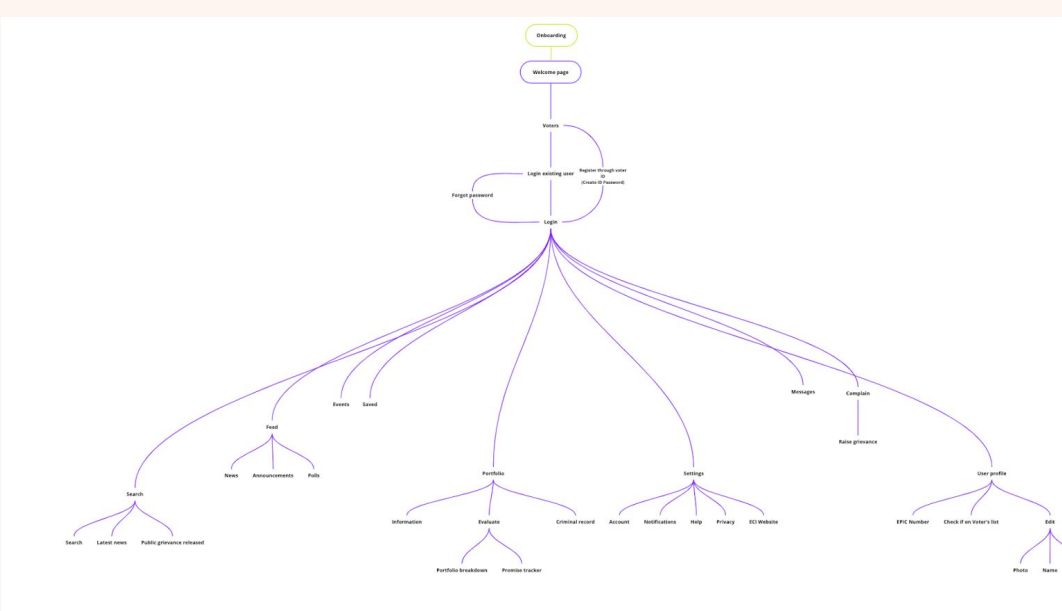 Onboarding
Welcome page
Voters
Login existing user
Register through voter
ID
(Create ID Password)
Forgot password
Login
Messages
Complain
Events
Saved
Feed
Raise grievance
News
Announcements
Polls
Portfolio
Settings
User profile
Search
Information
Evaluate
Criminal record
Account
Notifications
Help
Privacy
ECI Website
EPIC Number
Check if on Voter's list
Edit
Search
Latest news
Public grievance released
Portfolio breakdown
Promise tracker
Photo
Name